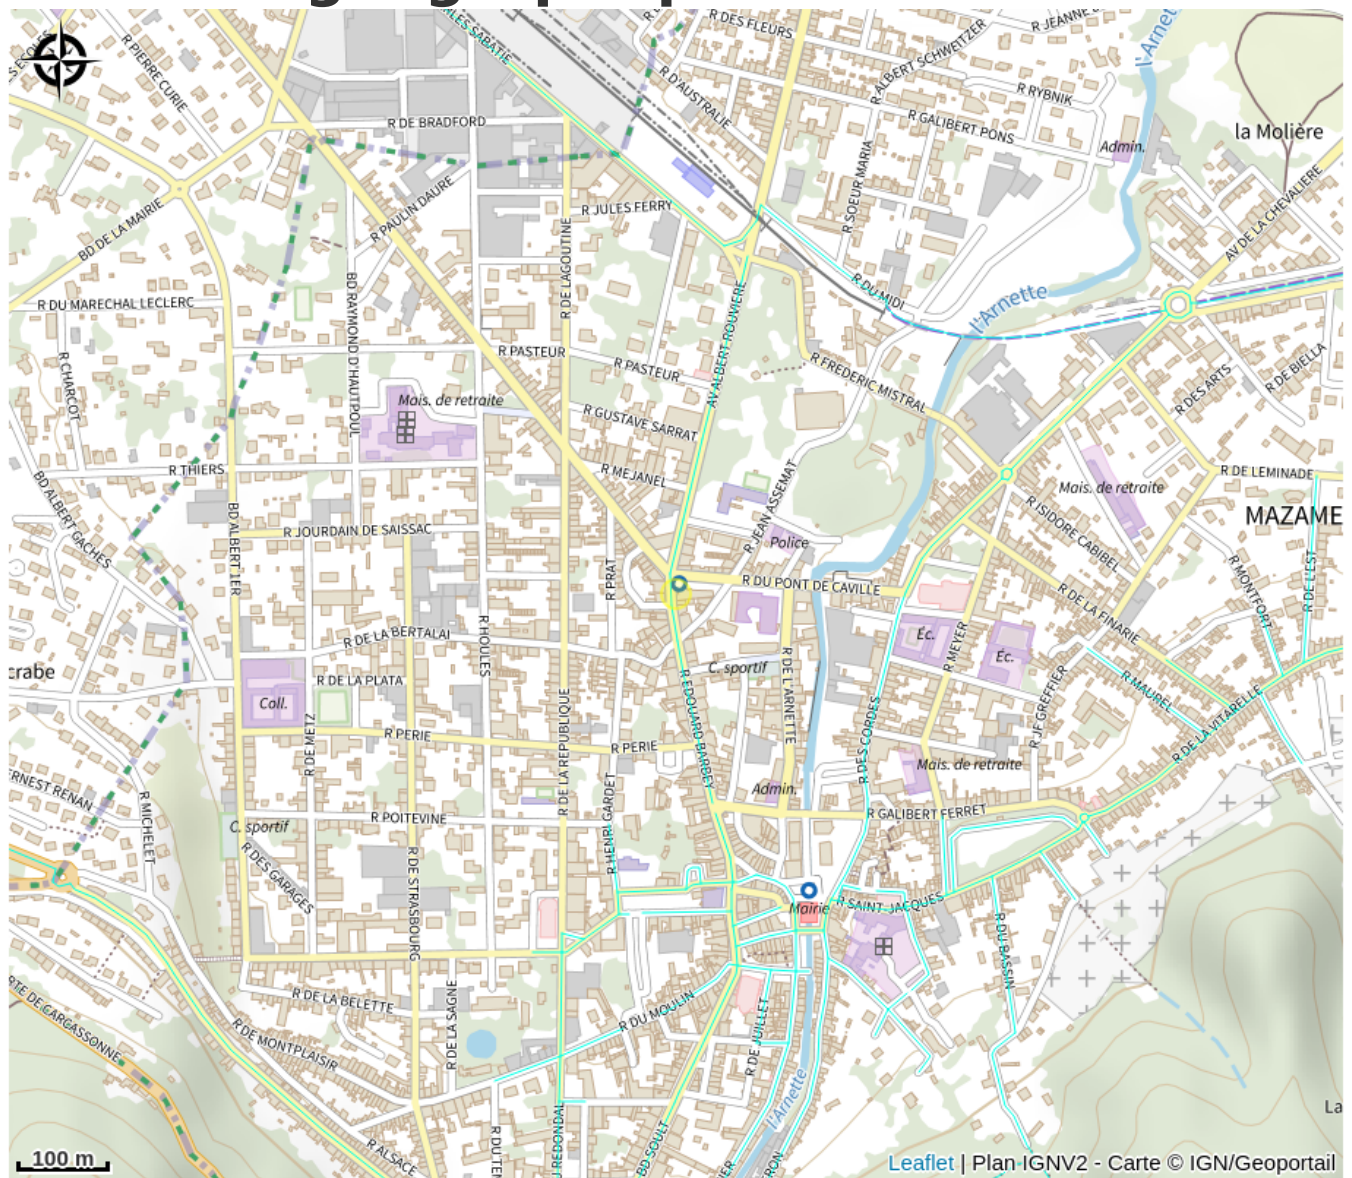 R DES FLEURS
R PIERRE CURIE
R ALBERT SCHWEITZER
R D'AUSTRALIE
R RYBNIK
R GALIBERT PONS
R DE BRADFORD
la Molière
Admin.
R SOEUR MARIA
R PAULIN DAURE
R JULES FERRY
BD DE LA MAIRIE
AV DE LA CHEVALIERE
R DE LAGOUTINE
BD RAYMOND D'HAUTPOUL
R DU MARECHAL LECLERC
R DU MIDI
l'Arnette
AV ALBERT ROUVIERE
R PASTEUR
R PASTEUR
R FREDERIC MISTRAL
R CHARCOT
R DE BIELLA
R DES ARTS
Mais. de retraite
R GUSTAVE SARRAT
R THIERS
R MEJANEL
R DE LEMINADE
Mais. de retraite
BD ALBERT GACHES
R JEAN ASSEMAT
R ISIDORE CABIBEL
MAZAME
BD ALBERT 1ER
R JOURDAIN DE SAISSAC
Police
R PRAT
R DU PONT DE CAVILLE
R DE LA FINARIE
R MONTFORT
R DE L'EST
R DE LA BERTALAI
R HOULES
Éc.
Éc.
R MEYER
crabe
C. sportif
R DE L'ARNETTE
R DE LA PLATA
Coll.
R EDOUARD BARBEY
R MAUREL
R JF GREFFIER
R DE LA VITARELLE
R DE METZ
R PERIE
R PERIE
R DE LA REPUBLIQUE
R DES CORDES
Mais. de retraite
ERNEST RENAN
R MICHELET
Admin.
R HENRI GARDET
R GALIBERT FERRET
C. sportif
R POITEVINE
R DES GARAGES
R DE STRASBOURG
Mairie
R SAINT-JACQUES
R DU BASSIN
R DE LA BELETTE
R DE LA SAGNE
R DU MOULIN
R DE JUILLET
RTE DE CARCASSONNE
R DE MONTPLAISIR
l'Arnette
R ALSACE
BD SOULT
La
100 m
Leaflet | Plan IGNV2 - Carte © IGN/Geoportail